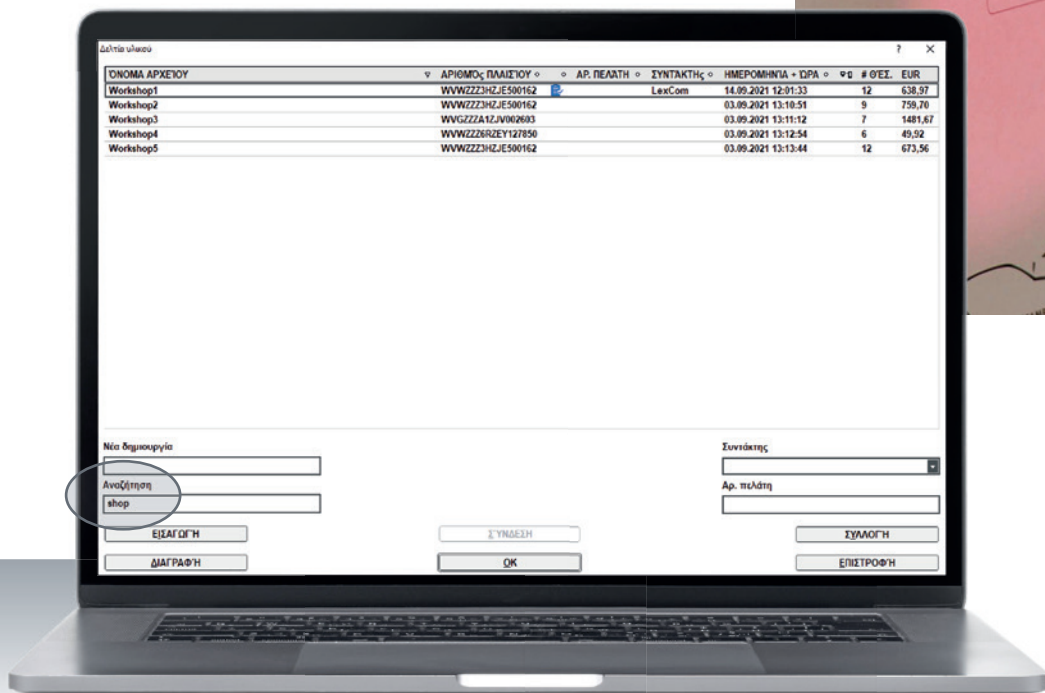 Δελτία υλικού ? ×
ΌΝΟΜΑ ΑΡΧΕΊΟΥ ΑΡΙΘΜΌς ΠΛΑΙΣΊΟΥ ΑΡ. ΠΕΛΆΤΗ ΣΥΝΤΆΚΤΗς ΗΜΕΡΟΜΗΝΊΑ + ΏΡΑ # ΘΈΣ. EUR
Workshop1 WVWZZZ3HZJE500162 LexCom 14.09.2021 12:01:33 12 638,97
Workshop2 WVWZZZ3HZJE500162 03.09.2021 13:10:51 9 759,70
Workshop3 WVGZZZA1ZJV002603 03.09.2021 13:11:12 7 1481,67
Workshop4 WVWZZZ6RZEY127850 03.09.2021 13:12:54 6 49,92
Workshop5 WVWZZZ3HZJE500162 03.09.2021 13:13:44 12 673,56
Νέα δημιουργία Συντάκτης
Αναζήτηση Αρ. πελάτη
shop
ΕΙΣΑΓΩΓΉ ΣΎΝΔΕΣΗ ΣΥΛΛΟΓΉ
ΔΙΑΓΡΑΦΉ OK ΕΠΙΣΤΡΟΦΉ